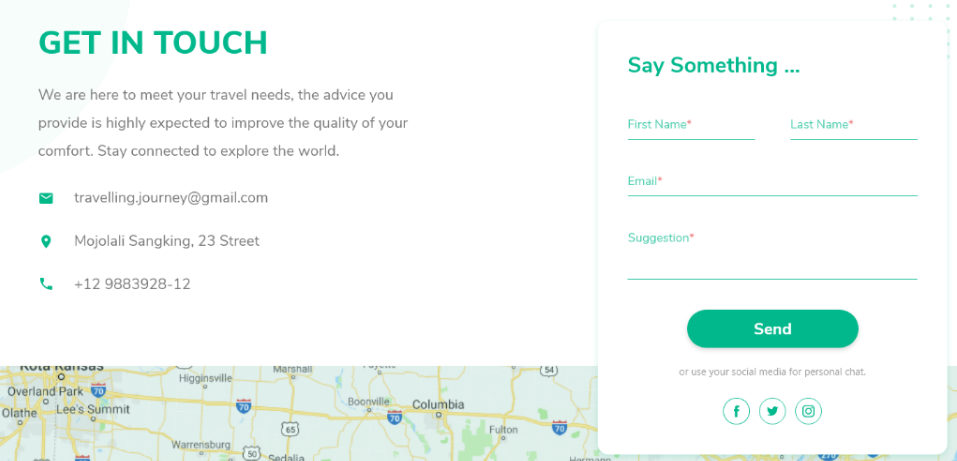 GET IN TOUCH
We are here to meet your travel needs, the advice you
provide is highly expected to improve the quality of your
comfort. Stay connected to explore the world.
travelling.journey@gmail.com
Mojolali Sangking, 23 Street
+12 9883928-12
Say Something ...
First Name* Last Name*
Email*
Suggestion*
Send
or use your social media for personal chat.
Kansas
Overland Park 70
Olathe
Lee's Summit
Higginsville
Marshall
Fayette
54
70
Boonville
Columbia
70
65
Fulton
70
Warrensburg
50
Sedalia
Hermann